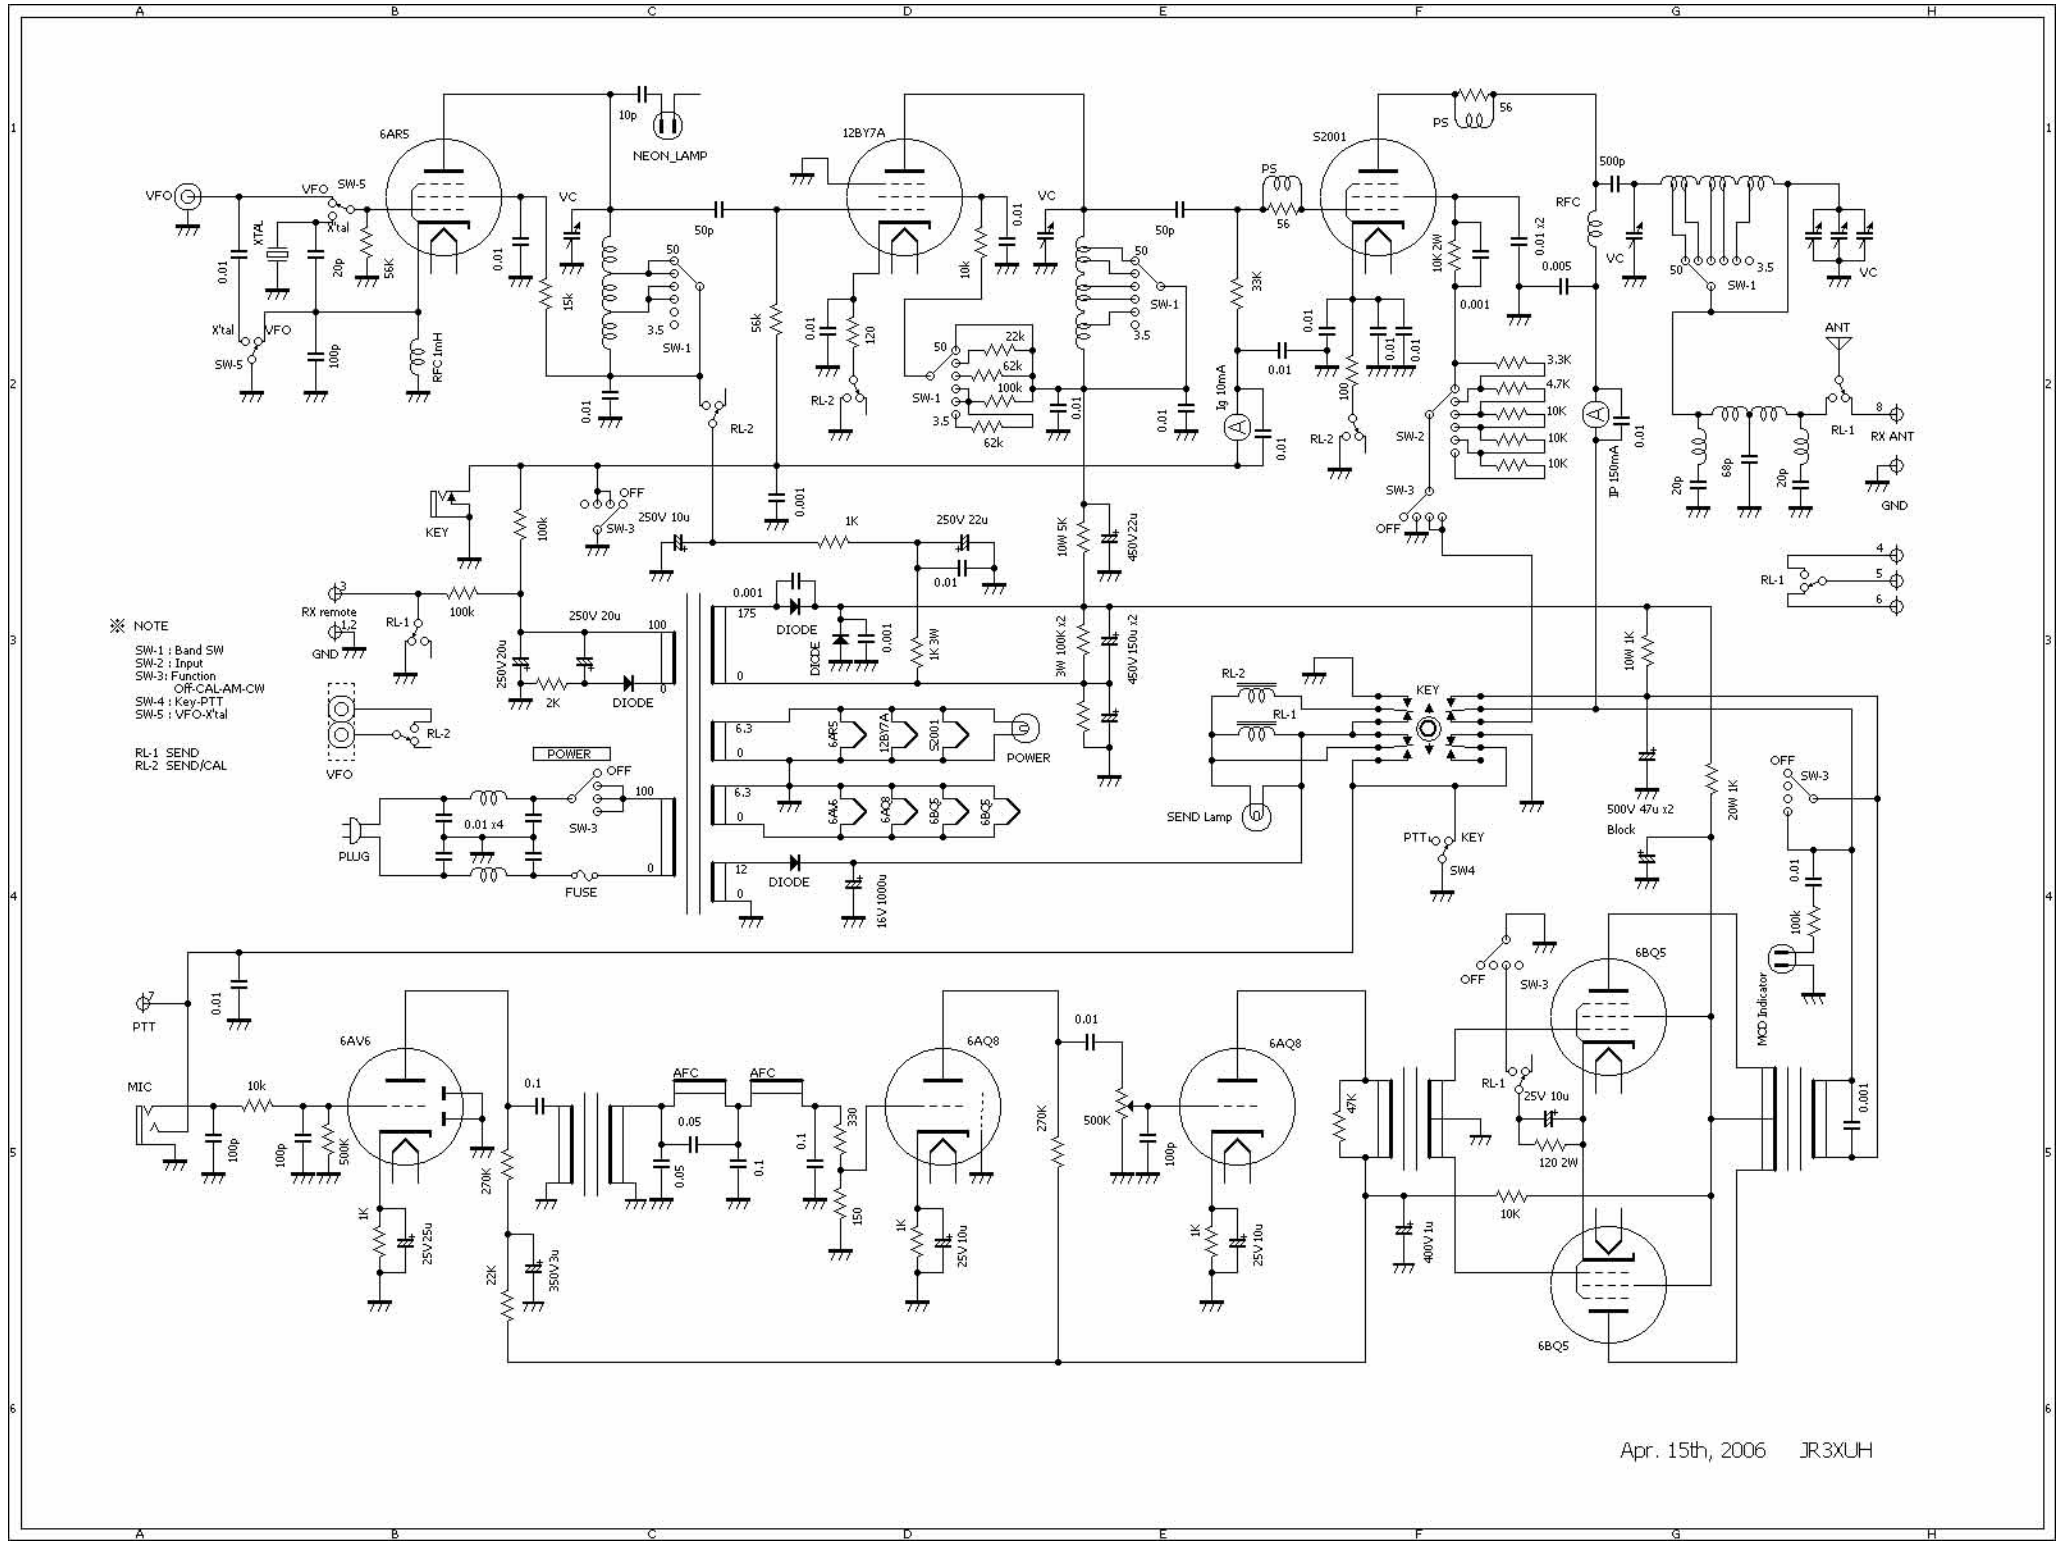 A B C D E F G H
1
10p
NEON_LAMP
6AR5
12BY7A
S2001
PS
56
1
500p
VFO
VFO
SW-5
X'tal
XTAL
0.01
20p
56K
0.01
VC
50p
50
15k
3.5
SW-1
56k
0.01
10k
VC
50p
50
SW-1
3.5
PS
56
33K
10K 2W
0.01 x2
0.001
0.005
RFC
VC
50
3.5
SW-1
VC
X'tal
VFO
SW-5
100p
RFC 1mH
0.01
RL-2
0.01
120
RL-2
50
22k
62k
100k
SW-1
3.5
62k
0.01
0.01
0.01
0.01
0.01
0.01
100
RL-2
Ig 10mA
0.01
3.3K
4.7K
10K
10K
10K
SW-2
SW-3
OFF
IP 150mA
0.01
ANT
RL-1
8
RX ANT
GND
20p
68p
20p
2
2
KEY
100k
OFF
SW-3
250V 10u
0.001
1K
250V 22u
0.01
10W 5K
450V 22u
RL-1
4
5
6
3
RX remote
1,2
GND
RL-1
100k
250V 20u
250V 20u
100
0
2K
DIODE
0.001
175
DIODE
DIODE
0.001
0
1K 3W
3W 100K x2
450V 150u x2
10W 1K
3
3
※ NOTE
SW-1 : Band SW
SW-2 : Input
SW-3: Function
Off-CAL-AM-CW
SW-4 : Key-PTT
SW-5 : VFO-X'tal
RL-1 SEND
RL-2 SEND/CAL
RL-2
VFO
POWER
OFF
SW-3
0.01 x4
PLUG
FUSE
100
0
6.3
0
6AR5
12BY7A
S2001
POWER
6.3
0
6AV6
6AQ8
6BQ5
6BQ5
12
0
DIODE
16V 1000u
RL-2
RL-1
SEND Lamp
KEY
PTT
KEY
SW4
500V 47u x2
Block
20W 1K
OFF
SW-3
0.01
100k
MOD Indicator
4
4
7
PTT
0.01
MIC
10k
100p
100p
500K
6AV6
1K
25V 25u
0.1
270K
22K
350V 3u
AFC
AFC
0.05
0.05
0.1
0.1
330
150
6AQ8
1K
25V 10u
270K
0.01
500K
100p
6AQ8
1K
25V 10u
47K
400V 1u
OFF
SW-3
RL-1
25V 10u
120 2W
10K
6BQ5
6BQ5
0.001
5
5
6
6
Apr. 15th, 2006 JR3XUH
A B C D E F G H